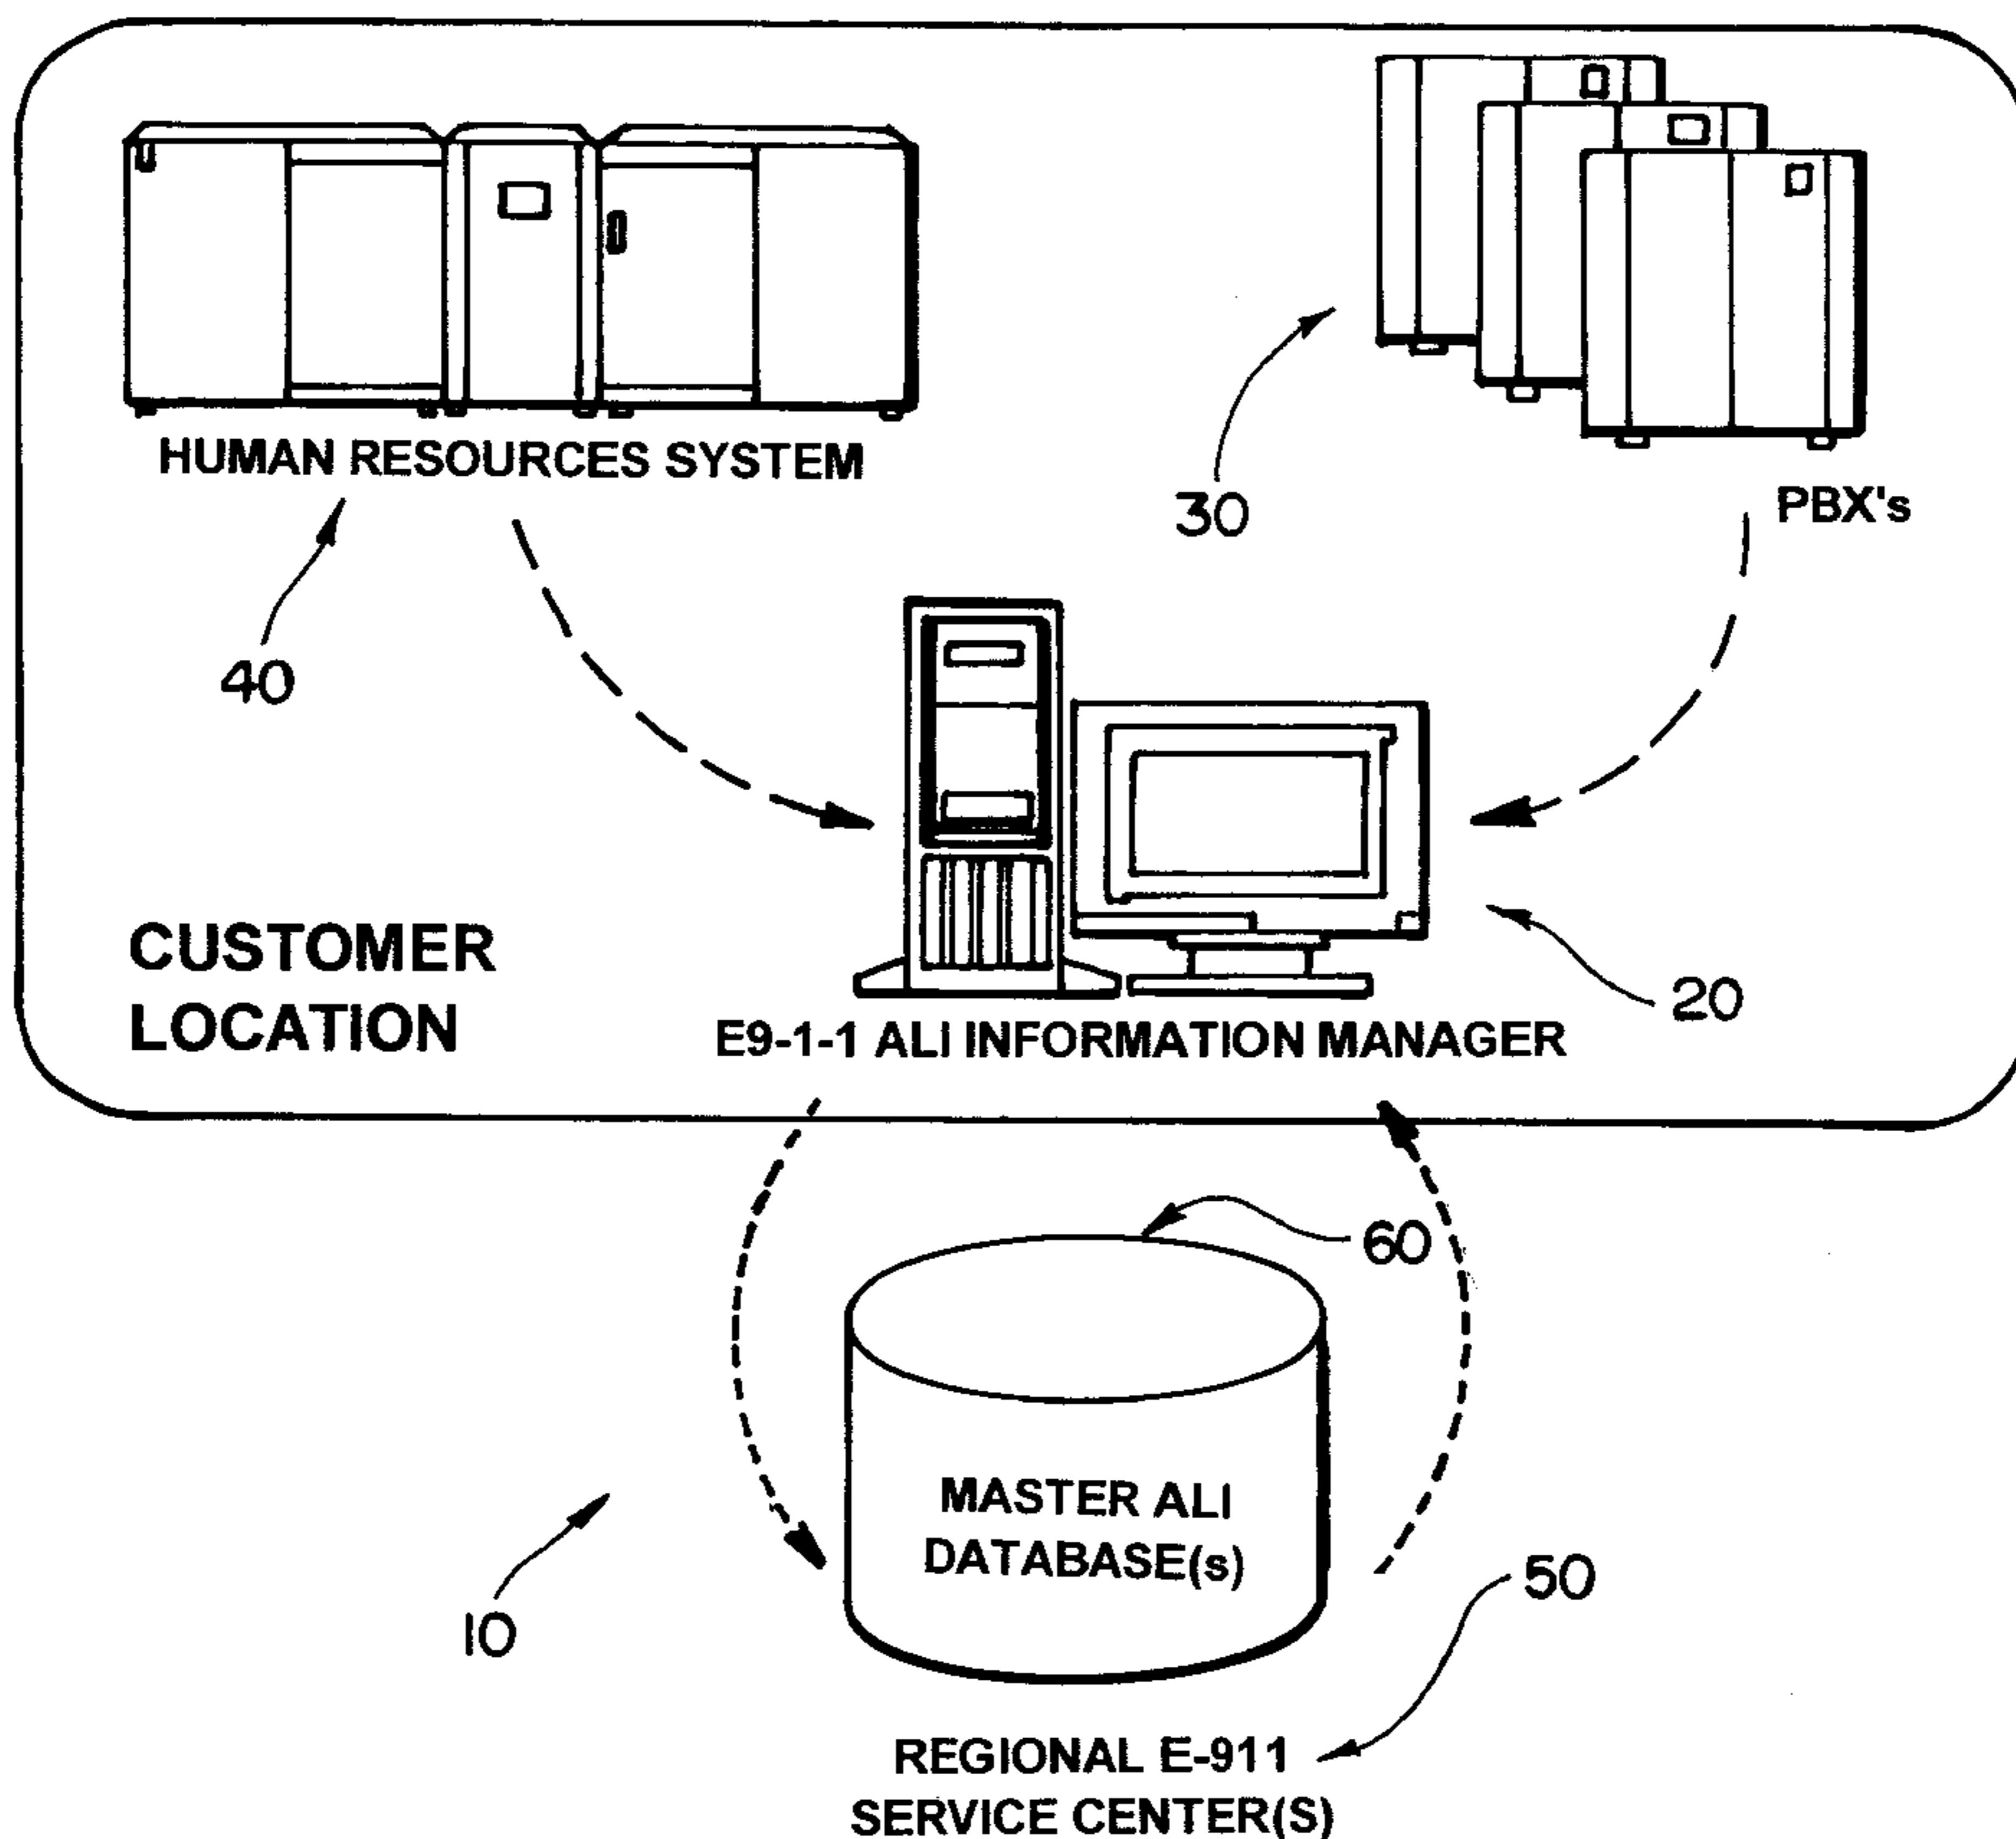 HUMAN RESOURCES SYSTEM
30
PBX's
40
CUSTOMER
LOCATION
20
E9-1-1 ALI INFORMATION MANAGER
60
MASTER ALI
DATABASE(s)
10
50
REGIONAL E-911
SERVICE CENTER(S)